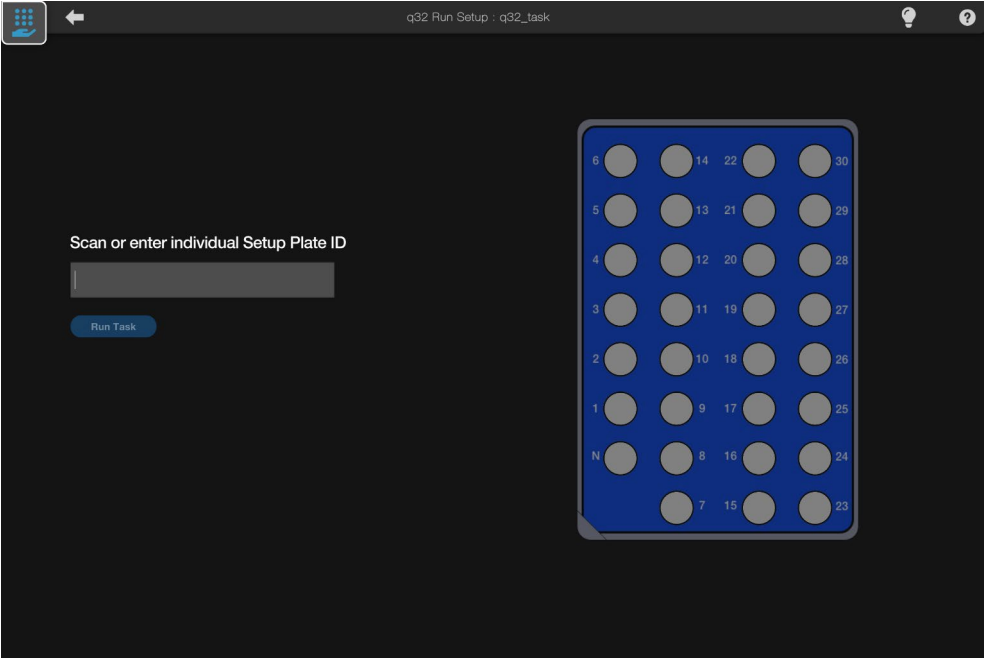 q32 Run Setup : q32_task
?
Scan or enter individual Setup Plate ID
Run Task
6 14 22 30
5 13 21 29
4 12 20 28
3 11 19 27
2 10 18 26
1 9 17 25
N 8 16 24
7 15 23